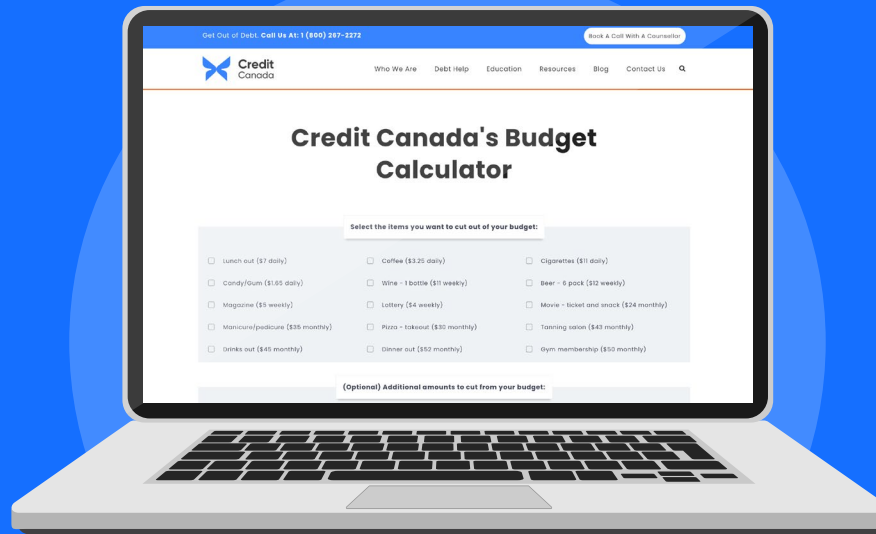 Get Out of Debt. Call Us At: 1 (800) 267-2272
Book A Call With A Counsellor
Credit
Canada
Who We Are Debt Help Education Resources Blog Contact Us
Credit Canada's Budget
Calculator
Select the items you want to cut out of your budget:
Lunch out ($7 daily) Coffee ($3.25 daily) Cigarettes ($11 daily)
Candy/Gum ($1.65 daily) Wine - 1 bottle ($11 weekly) Beer - 6 pack ($12 weekly)
Magazine ($5 weekly) Lottery ($4 weekly) Movie - ticket and snack ($24 monthly)
Manicure/pedicure ($35 monthly) Pizza - takeout ($30 monthly) Tanning salon ($43 monthly)
Drinks out ($45 monthly) Dinner out ($52 monthly) Gym membership ($50 monthly)
(Optional) Additional amounts to cut from your budget: